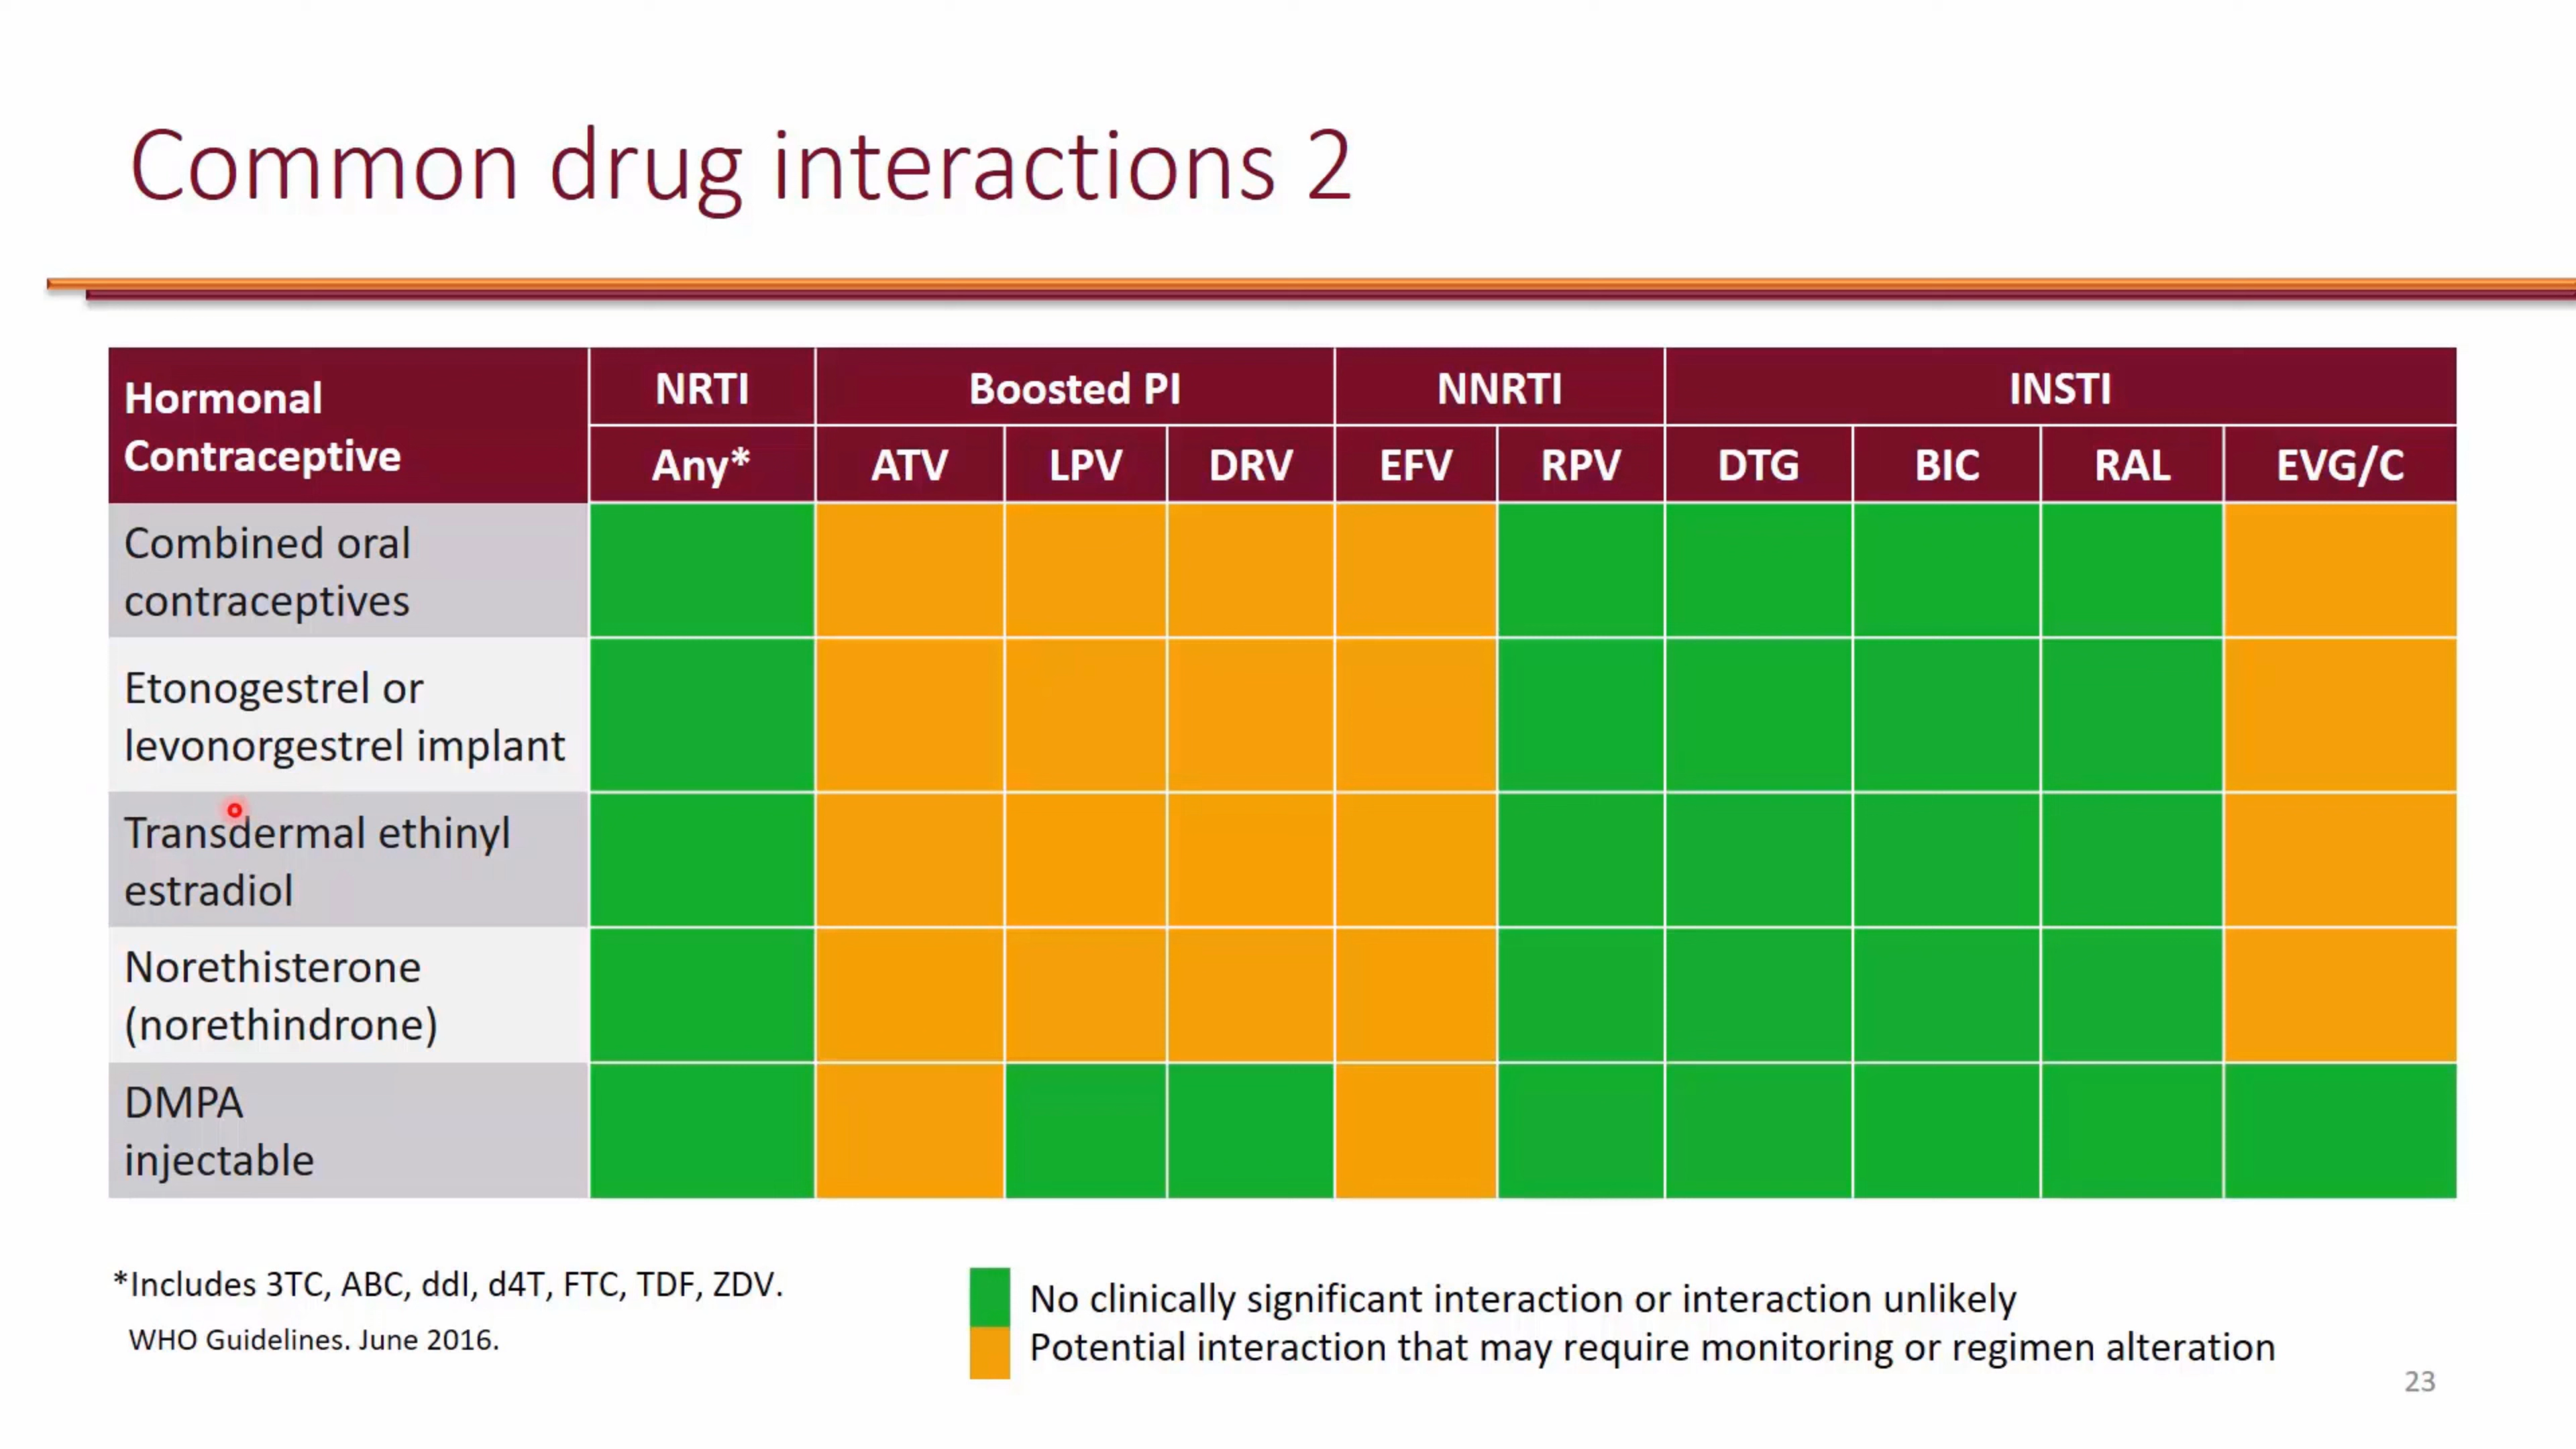 Common drug interactions 2
Hormonal
Contraceptive
NRTI
Boosted PI
NNRTI
INSTI
Any*
ATV
LPV
DRV
EFV
RPV
DTG
BIC
RAL
EVG/C
Combined oral
contraceptives
Etonogestrel or
levonorgestrel implant
Transdermal ethinyl
estradiol
Norethisterone
(norethindrone)
DMPA
injectable
*Includes 3TC, ABC, ddI, d4T, FTC, TDF, ZDV.
WHO Guidelines. June 2016.
No clinically significant interaction or interaction unlikely
Potential interaction that may require monitoring or regimen alteration
23